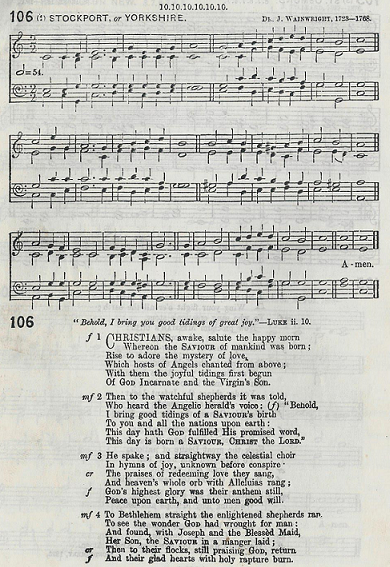 10.10.10.10.10.10.
106 (1) STOCKPORT, or YORKSHIRE. DR. J. WAINWRIGHT, 1723—1768.
=54.
A - men.
106 "Behold, I bring you good tidings of great joy."—LUKE ii. 10.
f 1 CHRISTIANS, awake, salute the happy morn
Whereon the SAVIOUR of mankind was born;
Rise to adore the mystery of love,
Which hosts of Angels chanted from above;
With them the joyful tidings first begun
Of GOD Incarnate and the Virgin's Son.
mf 2 Then to the watchful shepherds it was told,
Who heard the Angelic herald's voice: (f) "Behold,
I bring good tidings of a SAVIOUR's birth
To you and all the nations upon earth:
This day hath GOD fulfilled His promised word,
This day is born a SAVIOUR, CHRIST the LORD."
mf 3 He spake; and straightway the celestial choir
In hymns of joy, unknown before conspire
cr The praises of redeeming love they sang,
And heaven's whole orb with Alleluias rang;
f GOD's highest glory was their anthem still,
Peace upon earth, and unto men good will.
mf 4 To Bethlehem straight the enlightened shepherds ran
To see the wonder GOD had wrought for man:
And found, with Joseph and the Blessèd Maid,
Her Son, the SAVIOUR in a manger laid;
cr Then to their flocks, still praising GOD, return
f And their glad hearts with holy rapture burn.